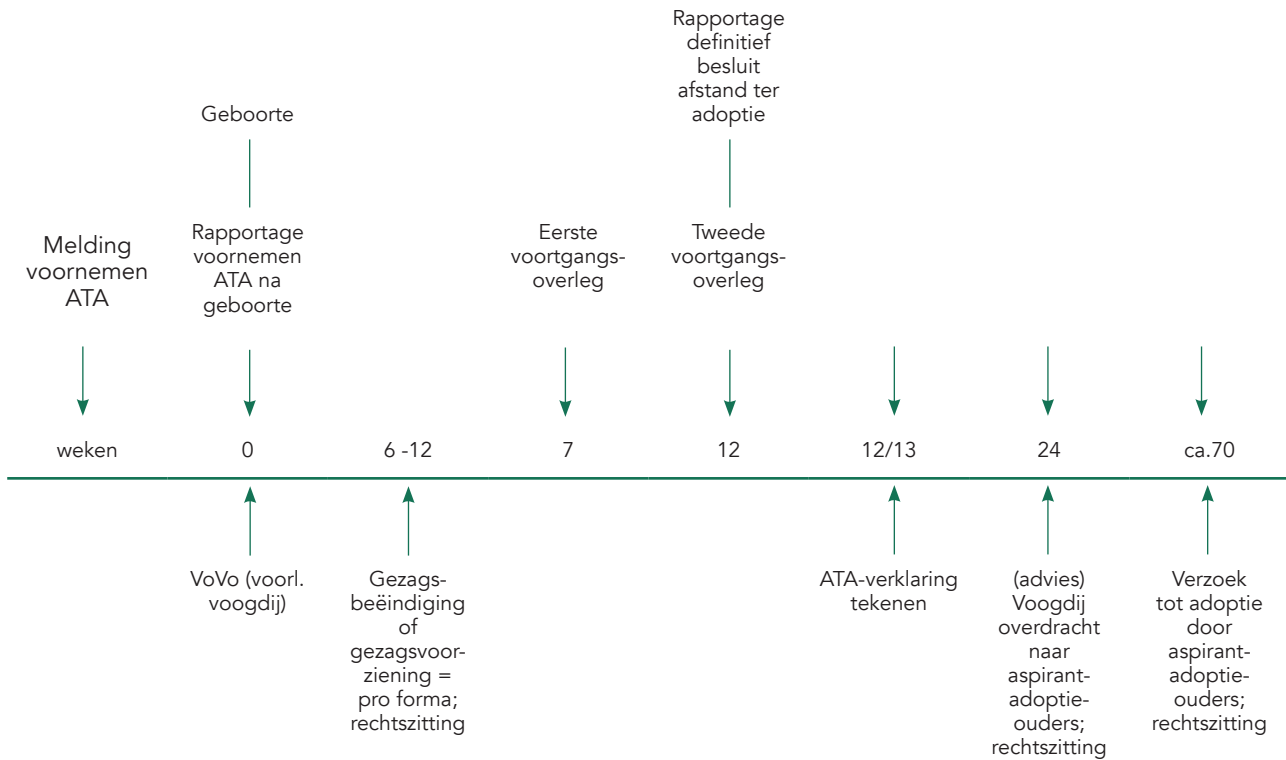 Rapportage
definitief
besluit
afstand ter
adoptie
Geboorte
Melding
voornemen
ATA
Rapportage
voornemen
ATA na
geboorte
Eerste
voortgangs-
overleg
Tweede
voortgangs-
overleg
weken 0 6 -12 7 12 12/13 24 ca.70
VoVo (voorl.
voogdij)
Gezags-
beëindiging
of
gezagsvoor-
ziening =
pro forma;
rechtszitting
ATA-verklaring
tekenen
(advies)
Voogdij
overdracht
naar
aspirant-
adoptie-
ouders;
rechtszitting
Verzoek
tot adoptie
door
aspirant-
adoptie-
ouders;
rechtszitting